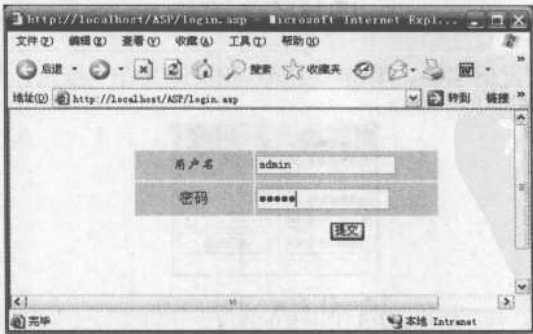 http://localhost/ASP/login.asp - Microsoft Internet Expl...
文件(F) 编辑(E) 查看(V) 收藏(A) 工具(T) 帮助(H)
后退 搜索 收藏夹
地址(D) http://localhost/ASP/login.asp 转到 链接 »
用户名 admin
密码 •••••
提交
完毕 本地 Intranet